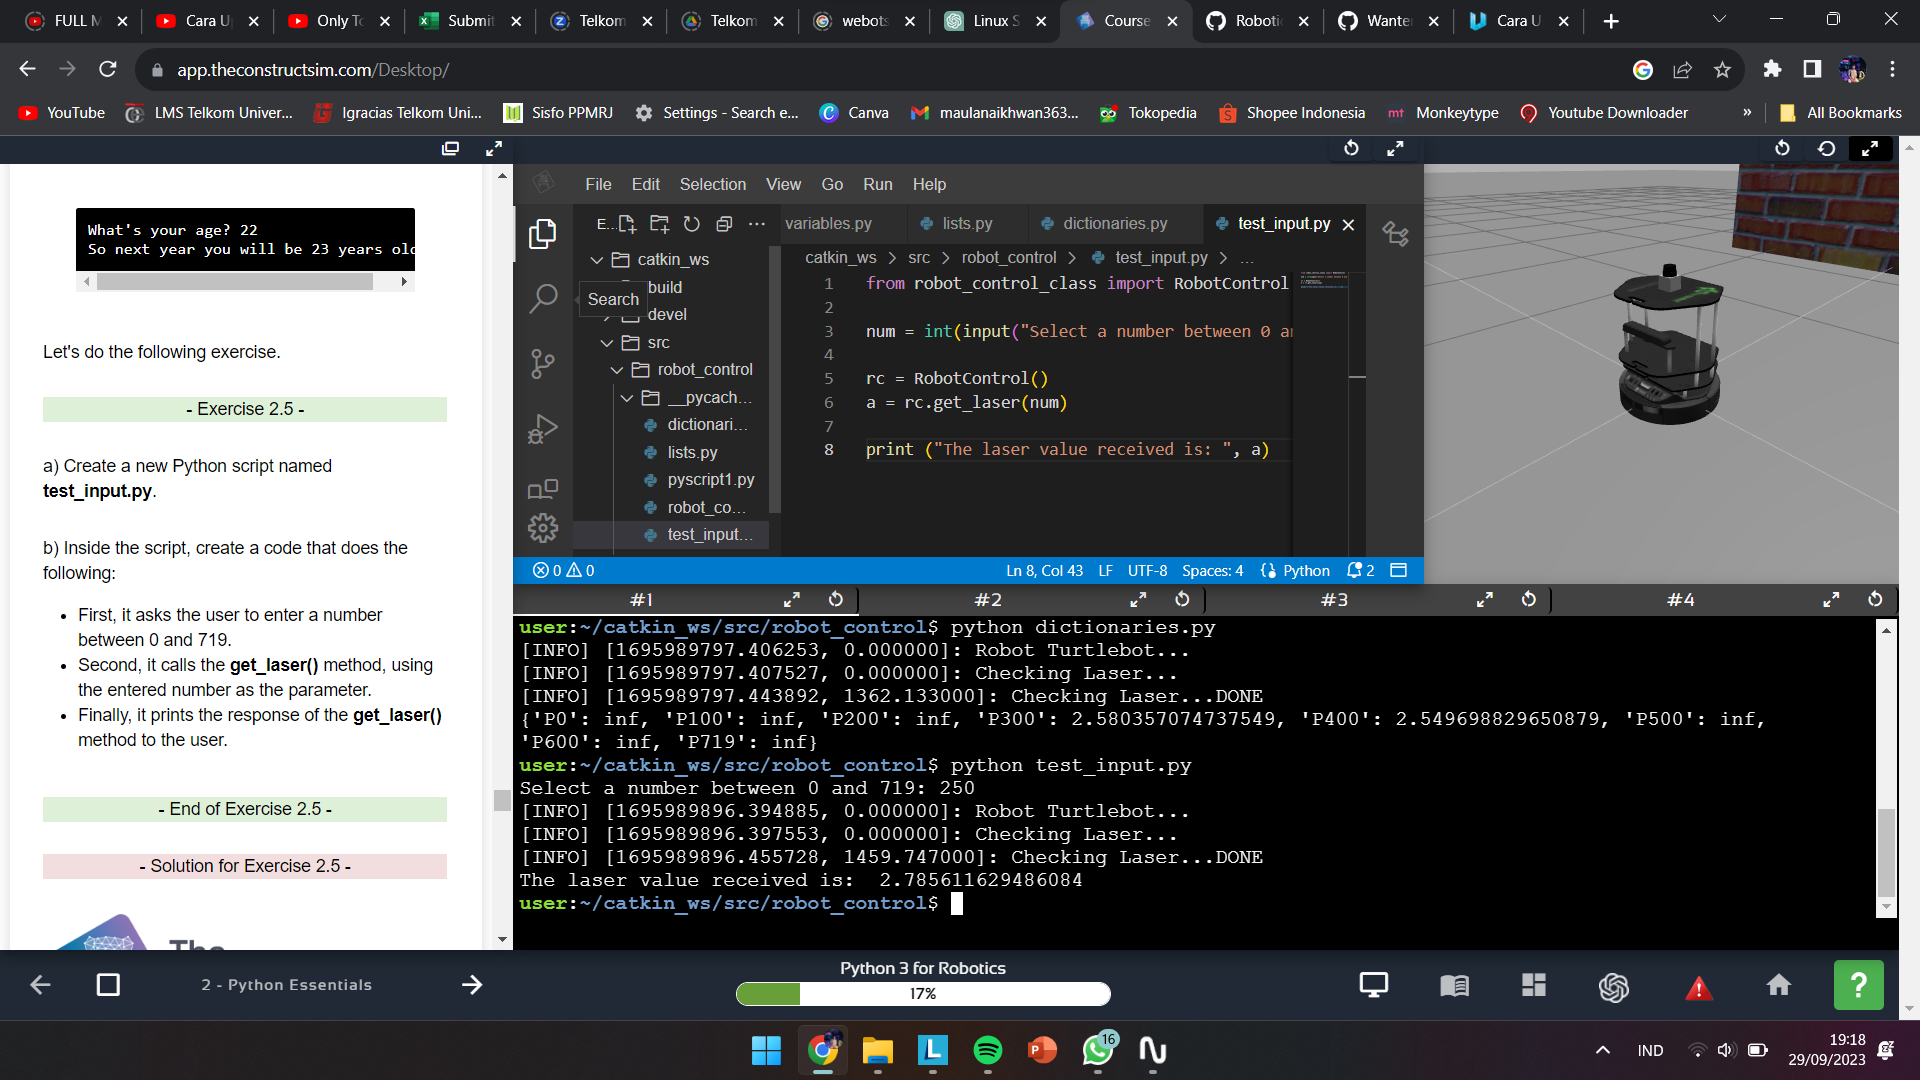 FULL M
Cara U
Only To
Submit
Telkom
Telkom
webots
Linux S
Course
Roboti
Wante
Cara U
app.theconstructsim.com/Desktop/
YouTube
LMS Telkom Univer...
Igracias Telkom Uni...
Sisfo PPMRJ
Settings - Search e...
Canva
maulanaikhwan363...
Tokopedia
Shopee Indonesia
mt Monkeytype
Youtube Downloader
»
All Bookmarks
What's your age? 22
So next year you will be 23 years old
Let's do the following exercise.
- Exercise 2.5 -
a) Create a new Python script named
test_input.py.
b) Inside the script, create a code that does the
following:
• First, it asks the user to enter a number
between 0 and 719.
• Second, it calls the get_laser() method, using
the entered number as the parameter.
• Finally, it prints the response of the get_laser()
method to the user.
- End of Exercise 2.5 -
- Solution for Exercise 2.5 -
The
File Edit Selection View Go Run Help
E...
catkin_ws
build
Search
devel
src
robot_control
__pycach...
dictionari...
lists.py
pyscript1.py
robot_co...
test_input...
variables.py
lists.py
dictionaries.py
test_input.py
catkin_ws > src > robot_control > test_input.py > ...
1 from robot_control_class import RobotControl
2
3 num = int(input("Select a number between 0 an
4
5 rc = RobotControl()
6 a = rc.get_laser(num)
7
8 print ("The laser value received is: ", a)
0 0
Ln 8, Col 43 LF UTF-8 Spaces: 4 Python 2
#1 #2 #3 #4
user:~/catkin_ws/src/robot_control$ python dictionaries.py
[INFO] [1695989797.406253, 0.000000]: Robot Turtlebot...
[INFO] [1695989797.407527, 0.000000]: Checking Laser...
[INFO] [1695989797.443892, 1362.133000]: Checking Laser...DONE
{'P0': inf, 'P100': inf, 'P200': inf, 'P300': 2.580357074737549, 'P400': 2.549698829650879, 'P500': inf,
'P600': inf, 'P719': inf}
user:~/catkin_ws/src/robot_control$ python test_input.py
Select a number between 0 and 719: 250
[INFO] [1695989896.394885, 0.000000]: Robot Turtlebot...
[INFO] [1695989896.397553, 0.000000]: Checking Laser...
[INFO] [1695989896.455728, 1459.747000]: Checking Laser...DONE
The laser value received is:  2.785611629486084
user:~/catkin_ws/src/robot_control$
2 - Python Essentials
Python 3 for Robotics
17%
?
16
IND
19:18
29/09/2023